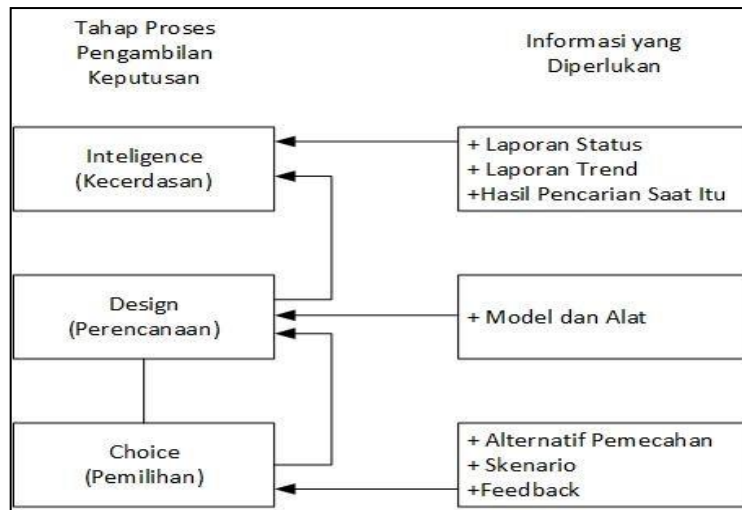 Tahap Proses
Pengambilan
Keputusan
Informasi yang
Diperlukan
Inteligence
(Kecerdasan)
+ Laporan Status
+ Laporan Trend
+Hasil Pencarian Saat Itu
Design
(Perencanaan)
+ Model dan Alat
Choice
(Pemilihan)
+ Alternatif Pemecahan
+ Skenario
+Feedback